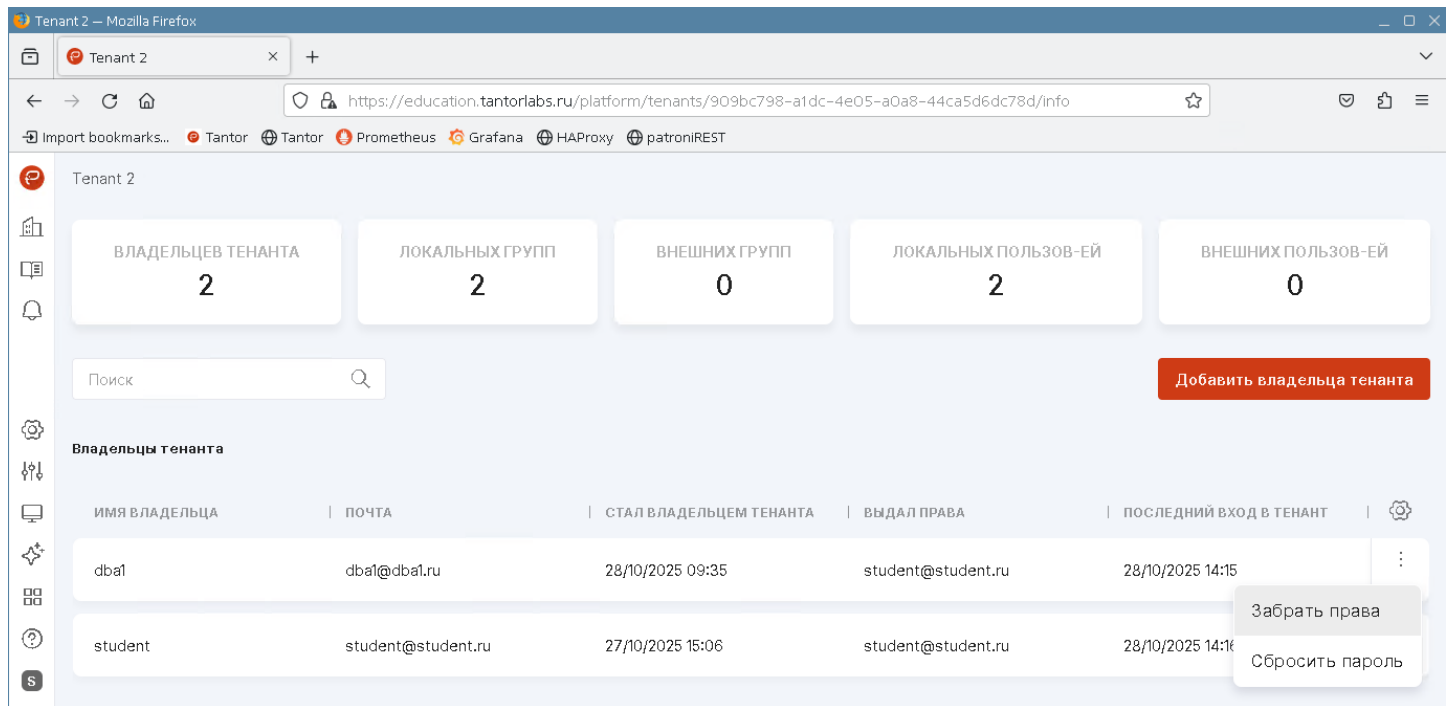 Tenant 2 — Mozilla Firefox
Tenant 2
https://education.tantorlabs.ru/platform/tenants/909bc798-a1dc-4e05-a0a8-44ca5d6dc78d/info
Import bookmarks... Tantor Tantor Prometheus Grafana HAProxy patroniREST
Tenant 2
ВЛАДЕЛЬЦЕВ ТЕНАНТА ЛОКАЛЬНЫХ ГРУПП ВНЕШНИХ ГРУПП ЛОКАЛЬНЫХ ПОЛЬЗОВ-ЕЙ ВНЕШНИХ ПОЛЬЗОВ-ЕЙ
2 2 0 2 0
Поиск Добавить владельца тенанта
Владельцы тенанта
ИМЯ ВЛАДЕЛЬЦА ПОЧТА СТАЛ ВЛАДЕЛЬЦЕМ ТЕНАНТА ВЫДАЛ ПРАВА ПОСЛЕДНИЙ ВХОД В ТЕНАНТ
dba1 dba1@dba1.ru 28/10/2025 09:35 student@student.ru 28/10/2025 14:15
Забрать права
student student@student.ru 27/10/2025 15:06 student@student.ru 28/10/2025 14:16
Сбросить пароль
S